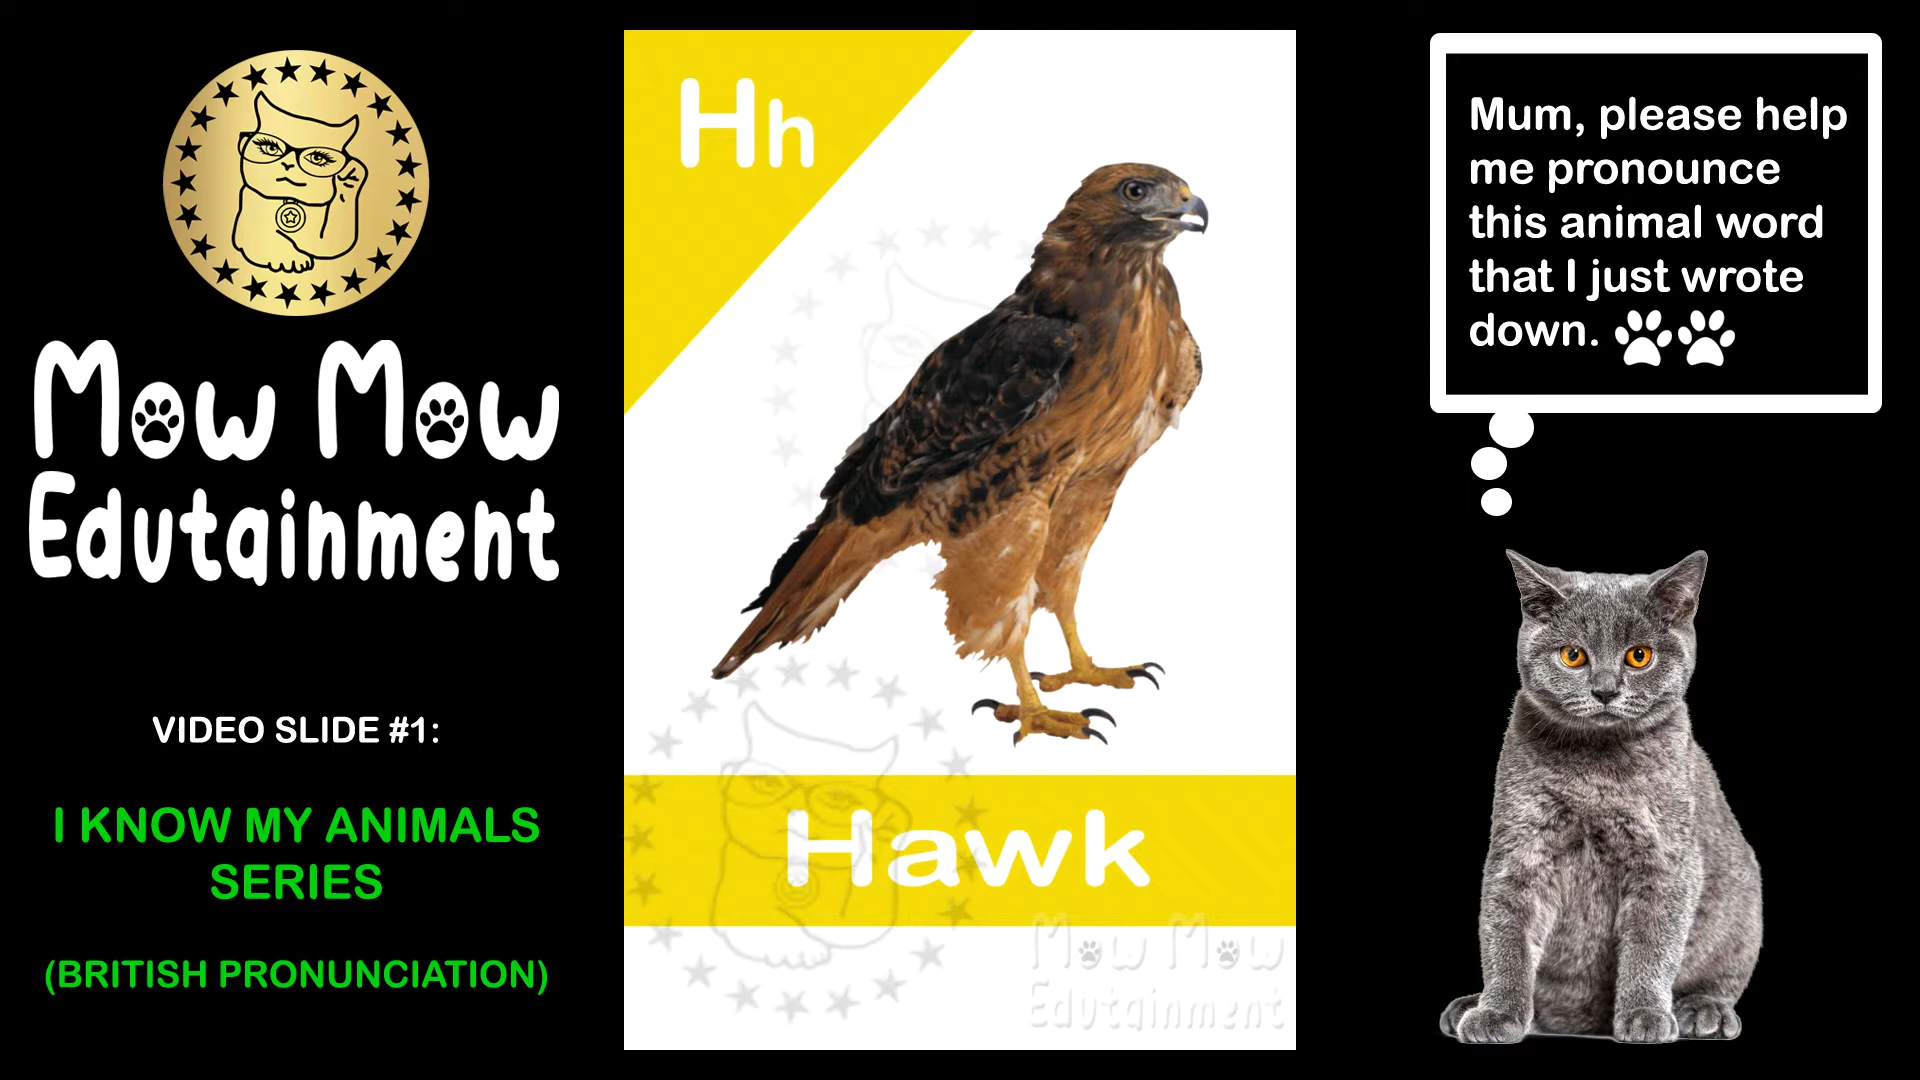 Mow Mow
Edutainment
VIDEO SLIDE #1:
I KNOW MY ANIMALS
SERIES
(BRITISH PRONUNCIATION)
Hh
Hawk
Mow Mow
Edutainment
Mum, please help
me pronounce
this animal word
that I just wrote
down.